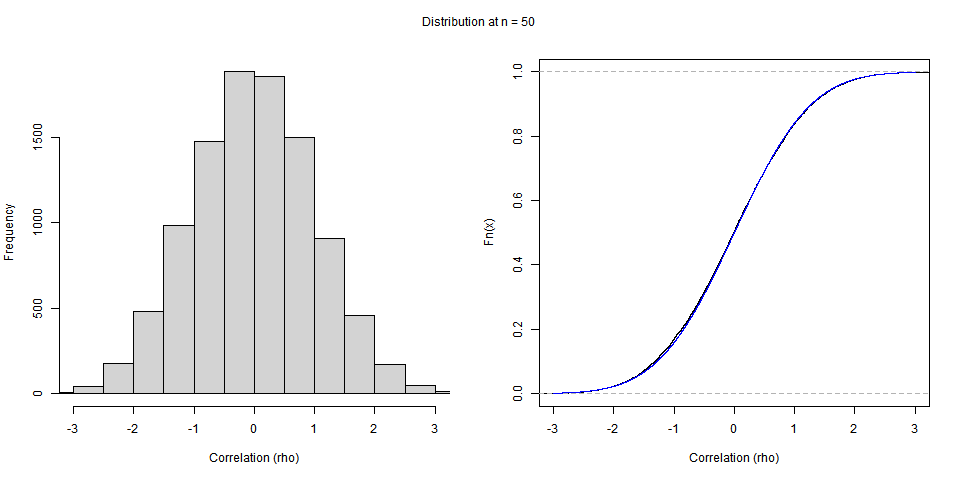 Distribution at n = 50
Frequency
1500
1000
500
0
-3 -2 -1 0 1 2 3
Correlation (rho)
Fn(x)
1.0
0.8
0.6
0.4
0.2
0.0
-3 -2 -1 0 1 2 3
Correlation (rho)